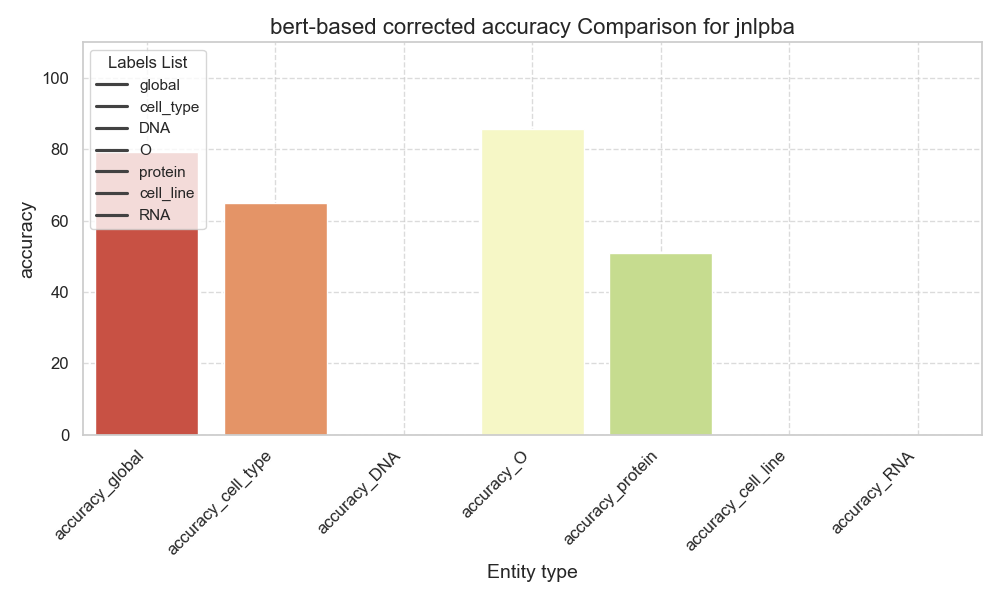 bert-based corrected accuracy Comparison for jnlpba
Labels List
global
cell_type
DNA
O
protein
cell_line
RNA
accuracy
100
80
60
40
20
0
accuracy_global
accuracy_cell_type
accuracy_DNA
accuracy_O
accuracy_protein
accuracy_cell_line
accuracy_RNA
Entity type